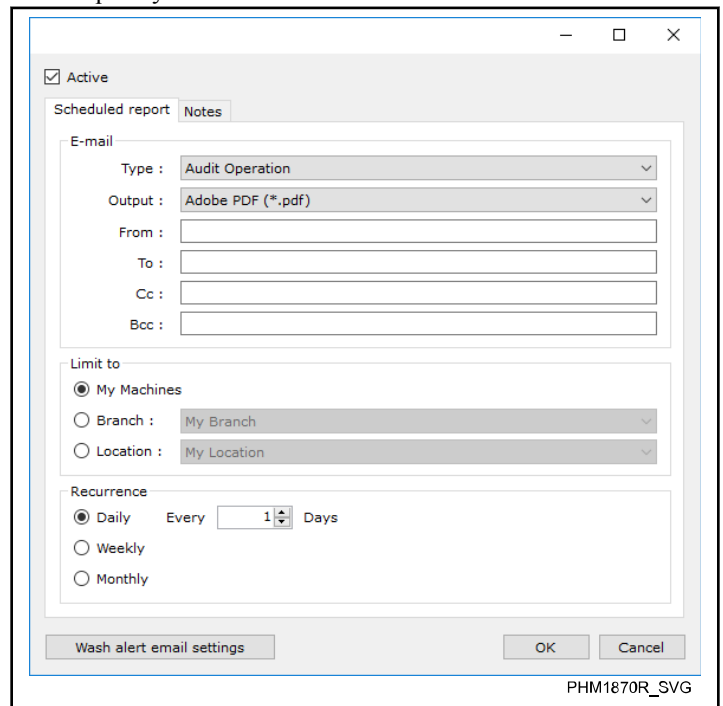 Active
Scheduled report Notes
E-mail
Type : Audit Operation
Output : Adobe PDF (*.pdf)
From :
To :
Cc :
Bcc :
Limit to
My Machines
Branch : My Branch
Location : My Location
Recurrence
Daily Every 1 Days
Weekly
Monthly
Wash alert email settings OK Cancel
PHM1870R_SVG